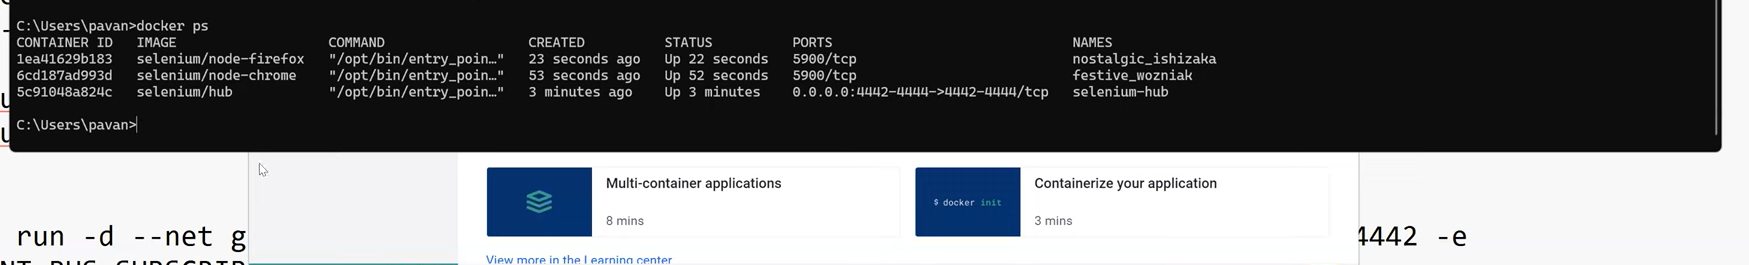 C:\Users\pavan>docker ps
CONTAINER ID   IMAGE                   COMMAND                  CREATED          STATUS          PORTS                              NAMES
1ea41629b183   selenium/node-firefox   "/opt/bin/entry_poin…"   23 seconds ago   Up 22 seconds   5900/tcp                           nostalgic_ishizaka
6cd187ad993d   selenium/node-chrome    "/opt/bin/entry_poin…"   53 seconds ago   Up 52 seconds   5900/tcp                           festive_wozniak
5c91048a824c   selenium/hub            "/opt/bin/entry_poin…"   3 minutes ago    Up 3 minutes    0.0.0.0:4442-4444->4442-4444/tcp   selenium-hub
C:\Users\pavan>
Multi-container applications
8 mins
$ docker init
Containerize your application
3 mins
run -d --net g
4442 -e
View more in the Learning center